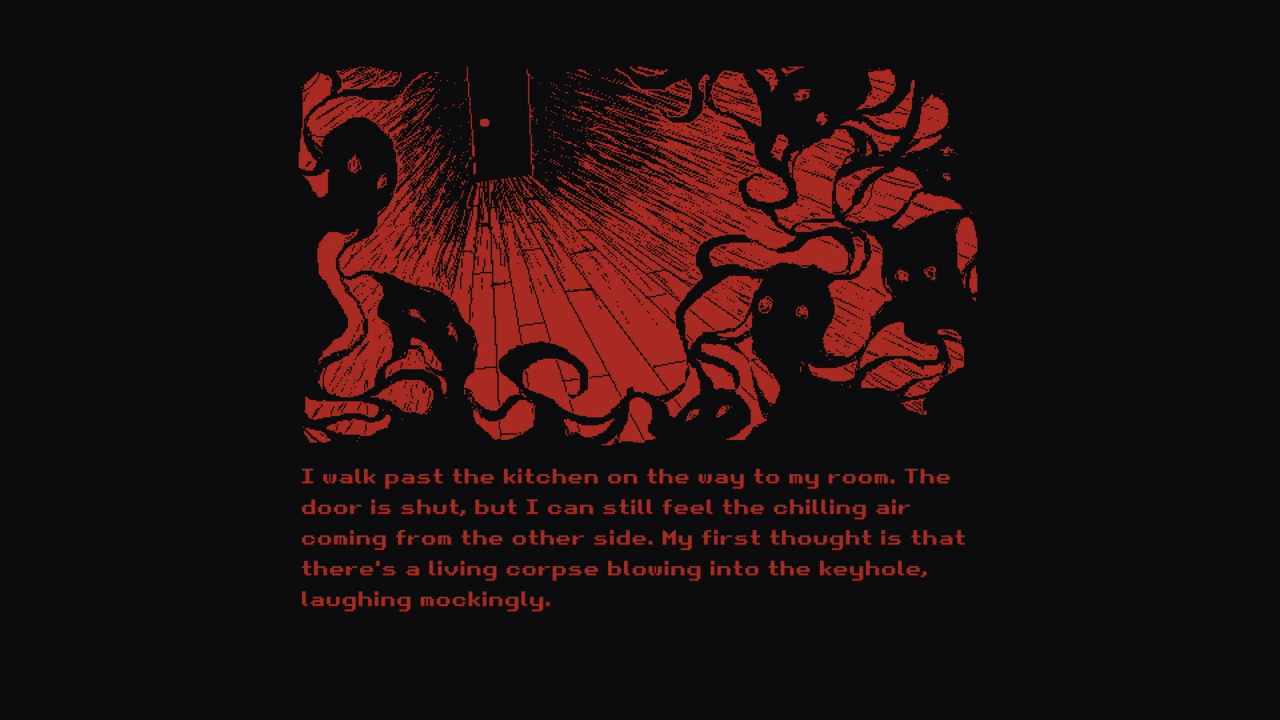 I walk past the kitchen on the way to my room. The
door is shut, but I can still feel the chilling air
coming from the other side. My first thought is that
there's a living corpse blowing into the keyhole,
laughing mockingly.